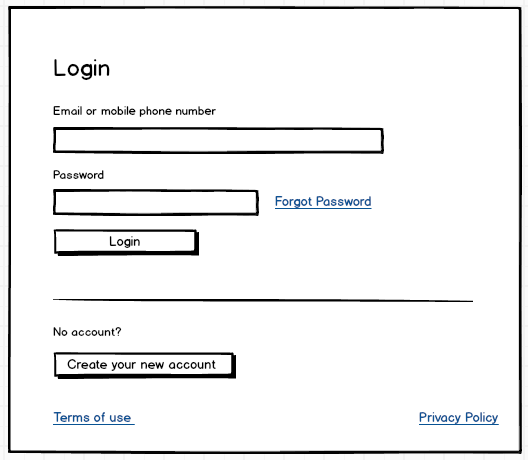 Login
Email or mobile phone number
Password
Forgot Password
Login
No account?
Create your new account
Terms of use
Privacy Policy